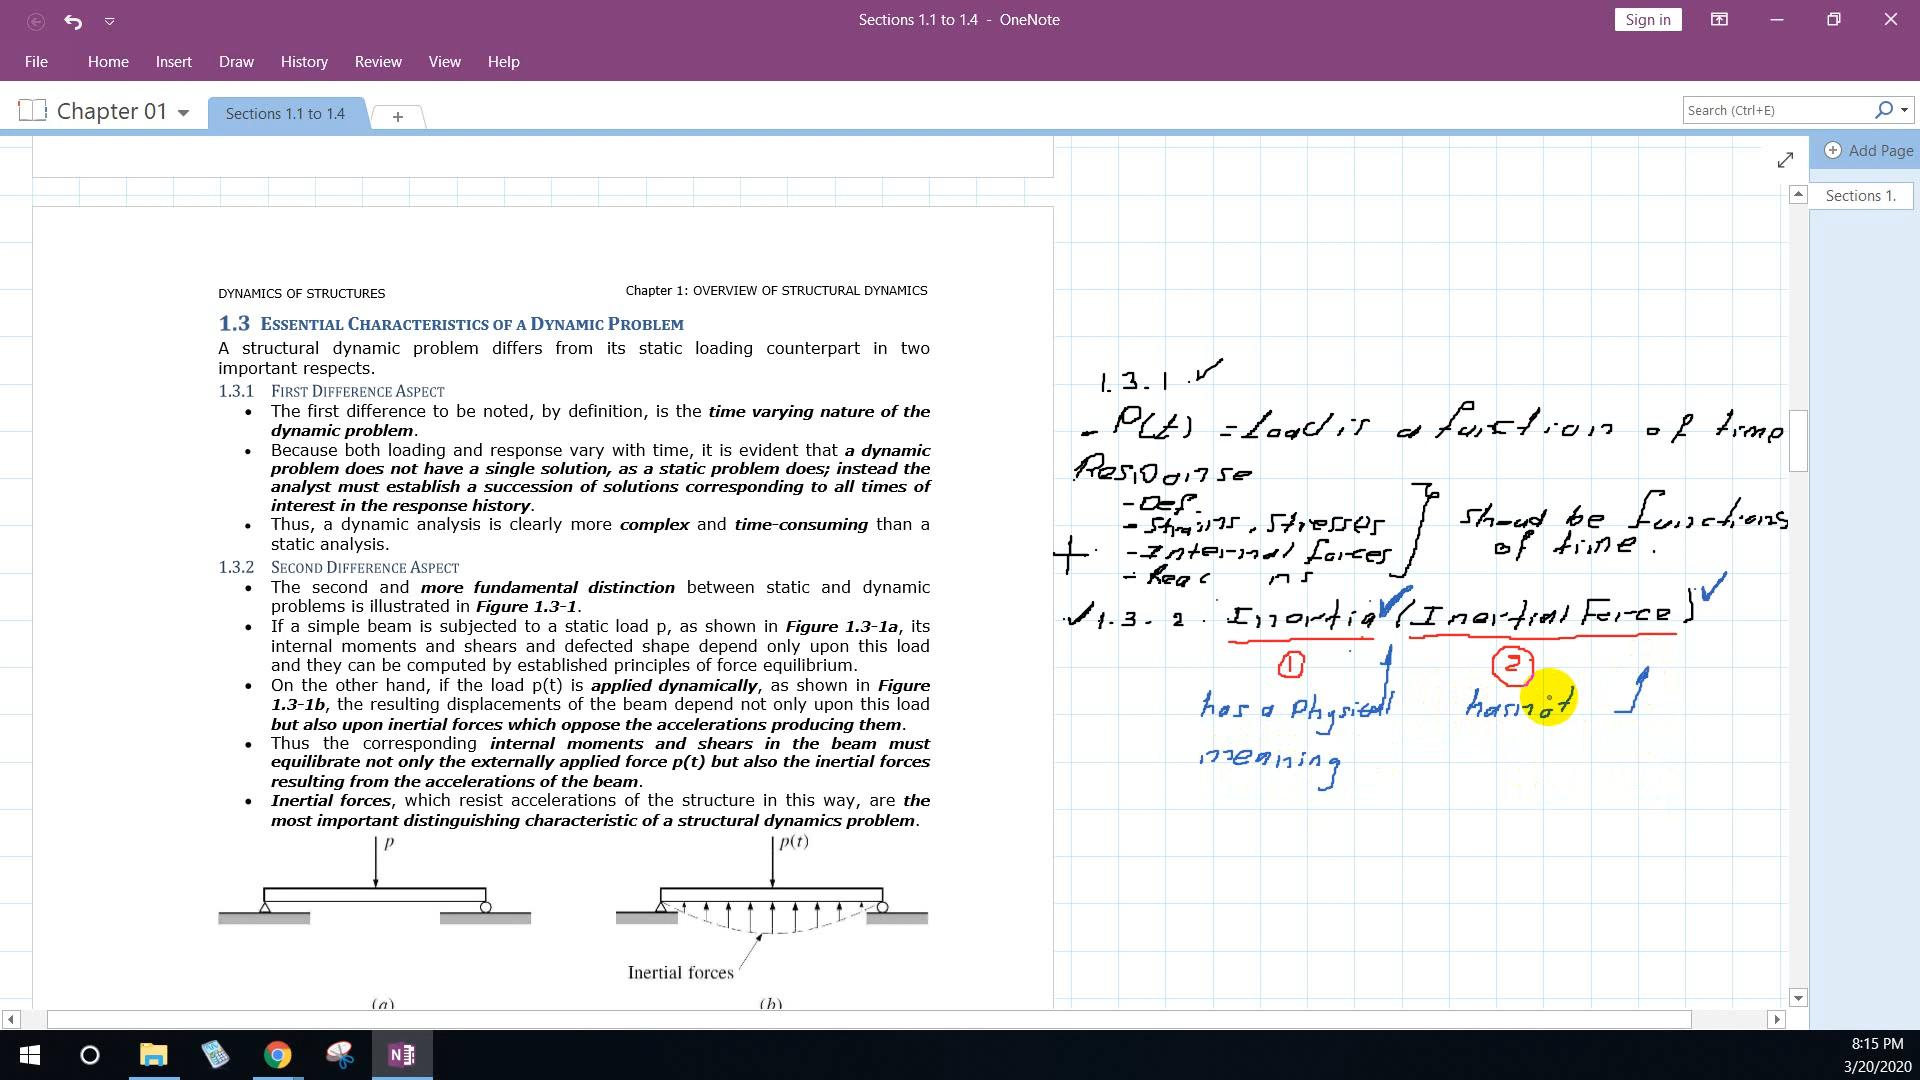 Sections 1.1 to 1.4 - OneNote
Sign in
File Home Insert Draw History Review View Help
Chapter 01
Sections 1.1 to 1.4
+
Search (Ctrl+E)
Add Page
Sections 1.
DYNAMICS OF STRUCTURES
Chapter 1: OVERVIEW OF STRUCTURAL DYNAMICS
1.3 ESSENTIAL CHARACTERISTICS OF A DYNAMIC PROBLEM
A structural dynamic problem differs from its static loading counterpart in two
important respects.
1.3.1 FIRST DIFFERENCE ASPECT
• The first difference to be noted, by definition, is the time varying nature of the
dynamic problem.
• Because both loading and response vary with time, it is evident that a dynamic
problem does not have a single solution, as a static problem does; instead the
analyst must establish a succession of solutions corresponding to all times of
interest in the response history.
• Thus, a dynamic analysis is clearly more complex and time-consuming than a
static analysis.
1.3.2 SECOND DIFFERENCE ASPECT
• The second and more fundamental distinction between static and dynamic
problems is illustrated in Figure 1.3-1.
• If a simple beam is subjected to a static load p, as shown in Figure 1.3-1a, its
internal moments and shears and defected shape depend only upon this load
and they can be computed by established principles of force equilibrium.
• On the other hand, if the load p(t) is applied dynamically, as shown in Figure
1.3-1b, the resulting displacements of the beam depend not only upon this load
but also upon inertial forces which oppose the accelerations producing them.
• Thus the corresponding internal moments and shears in the beam must
equilibrate not only the externally applied force p(t) but also the inertial forces
resulting from the accelerations of the beam.
• Inertial forces, which resist accelerations of the structure in this way, are the
most important distinguishing characteristic of a structural dynamics problem.
p
p(t)
Inertial forces
(a)
(b)
1.3.1 ✓
- P(t) = load is a function of time
Response
- Def.
- Strains, Stresses
- Internal forces
should be functions
of time.
✓ 1.3.2 Inertia ✓ (Inertial Force) ✓
1
2
has a physical
meaning
has not
8:15 PM
3/20/2020